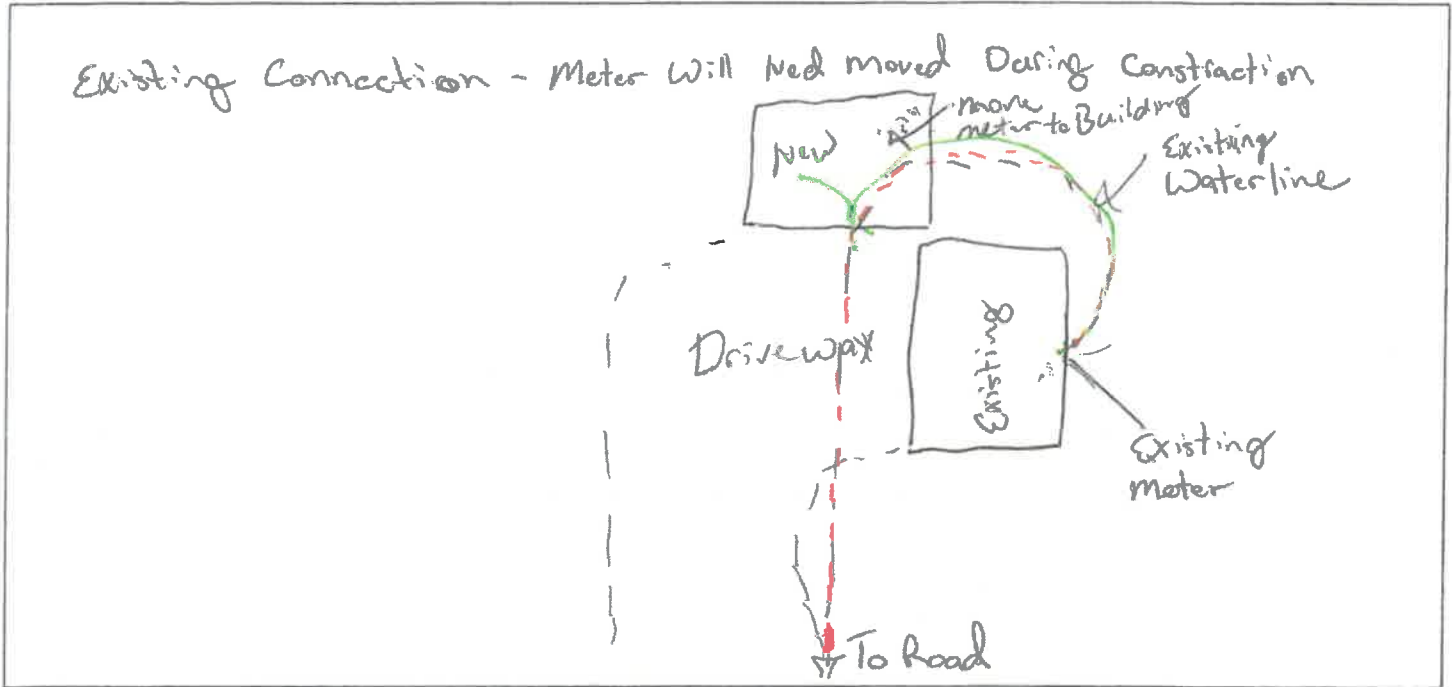 Existing Connection - Meter Will Ned moved During Constraction
move
meter to Building
New
Existing
Waterline
Driveway
Existing
Existing
Meter
To Road